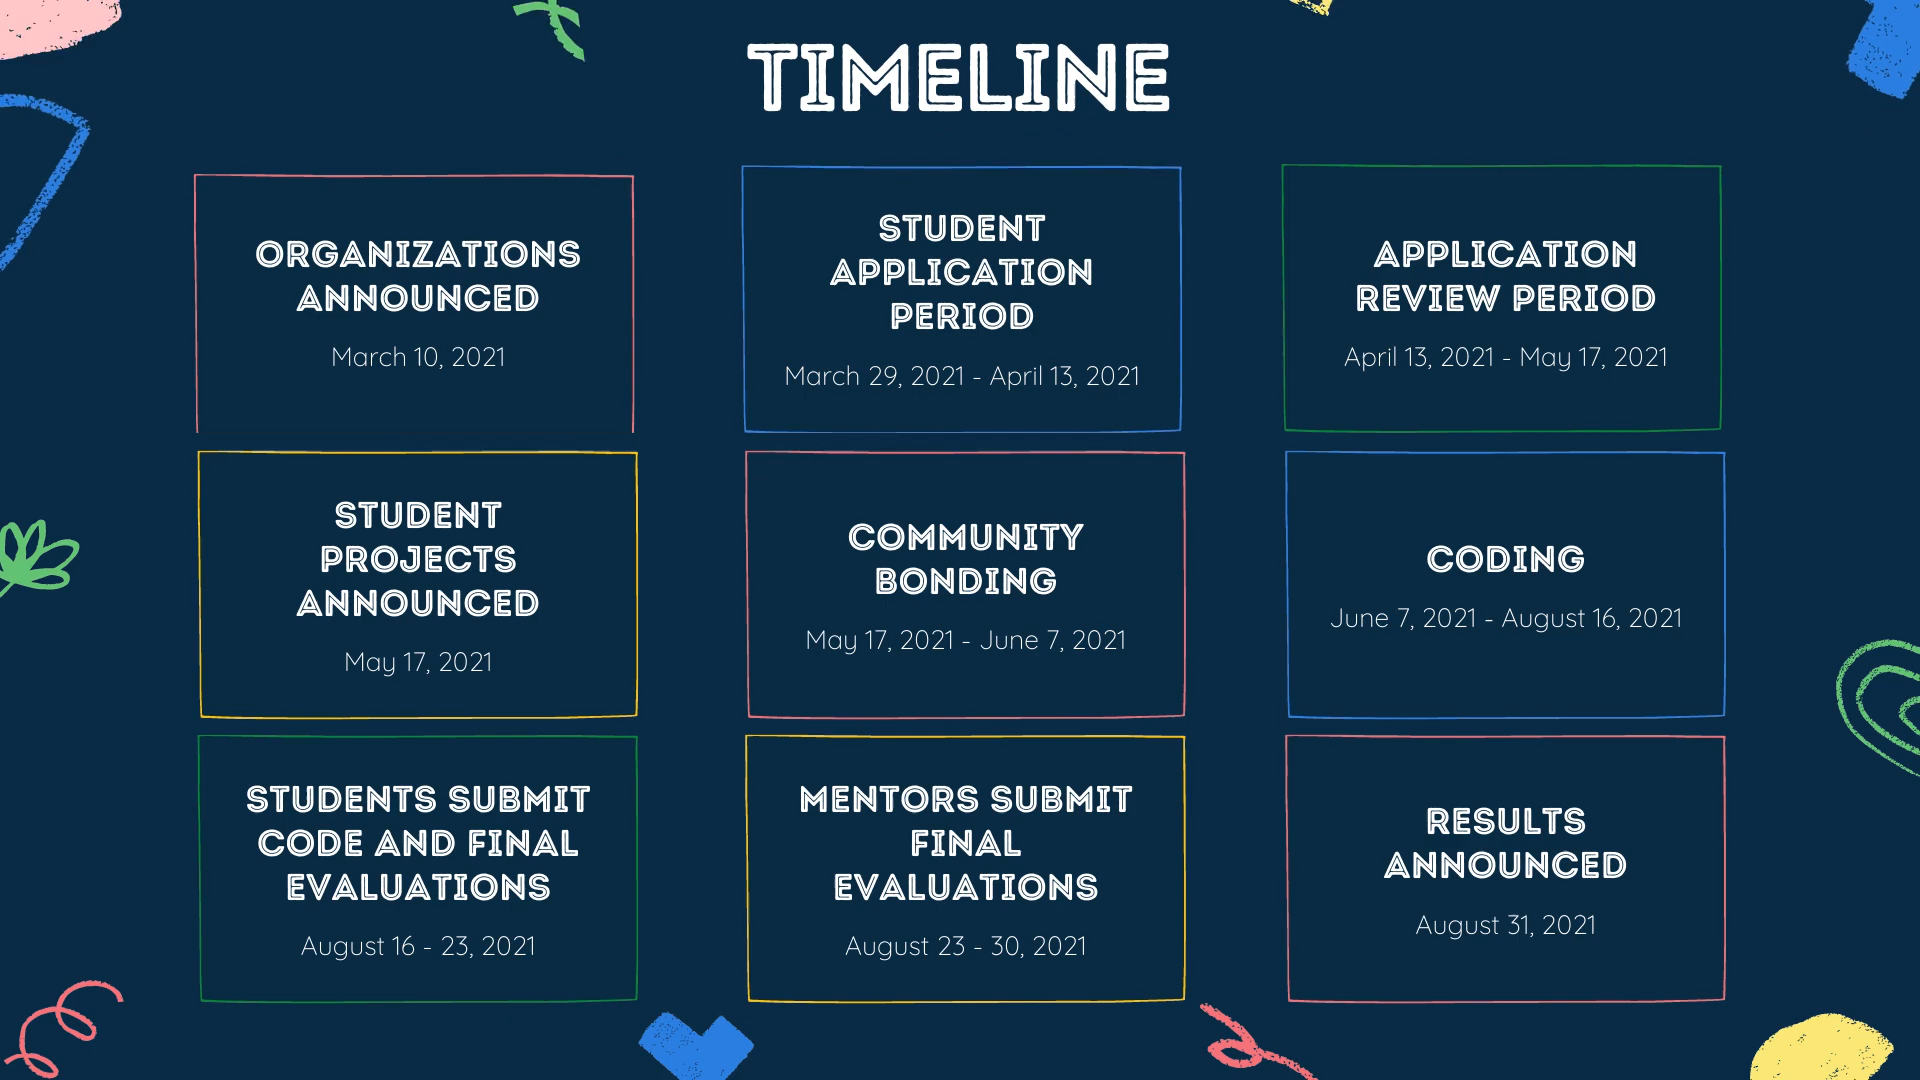 TIMELINE
ORGANIZATIONS
ANNOUNCED
March 10, 2021
STUDENT
APPLICATION
PERIOD
March 29, 2021 - April 13, 2021
APPLICATION
REVIEW PERIOD
April 13, 2021 - May 17, 2021
STUDENT
PROJECTS
ANNOUNCED
May 17, 2021
COMMUNITY
BONDING
May 17, 2021 - June 7, 2021
CODING
June 7, 2021 - August 16, 2021
STUDENTS SUBMIT
CODE AND FINAL
EVALUATIONS
August 16 - 23, 2021
MENTORS SUBMIT
FINAL
EVALUATIONS
August 23 - 30, 2021
RESULTS
ANNOUNCED
August 31, 2021